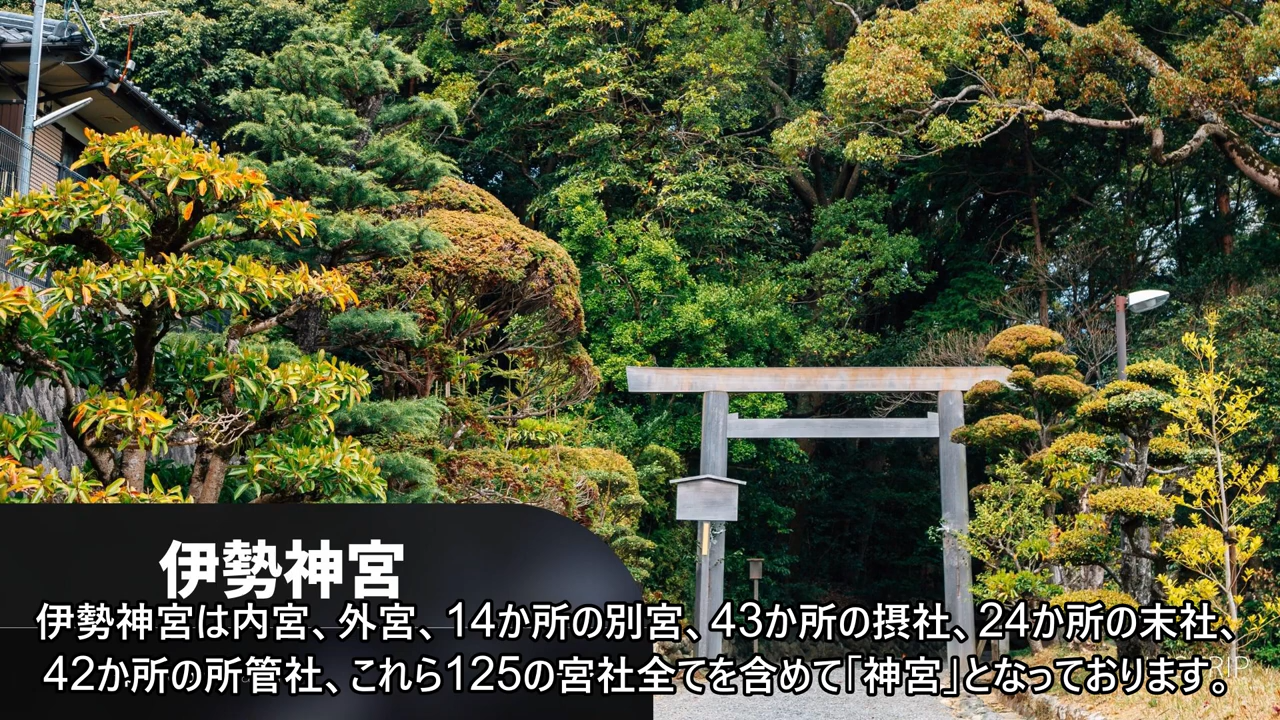 伊勢神宮
伊勢神宮は内宮、外宮、14か所の別宮、43か所の摂社、24か所の末社、
42か所の所管社、これら125の宮社全てを含めて「神宮」となっております。
RIP